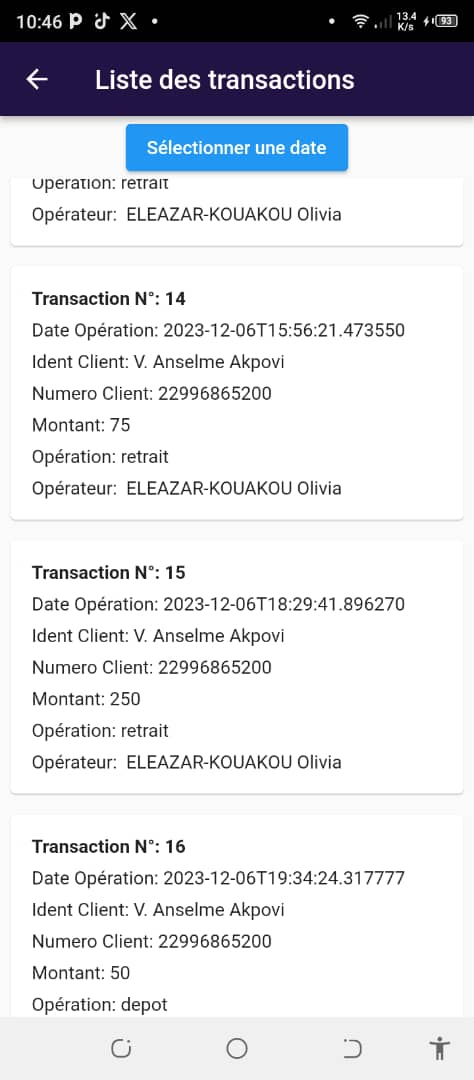 10:46
13.4
K/s
93
Liste des transactions
Sélectionner une date
Opération: retrait
Opérateur:  ELEAZAR-KOUAKOU Olivia
Transaction N°: 14
Date Opération: 2023-12-06T15:56:21.473550
Ident Client: V. Anselme Akpovi
Numero Client: 22996865200
Montant: 75
Opération: retrait
Opérateur:  ELEAZAR-KOUAKOU Olivia
Transaction N°: 15
Date Opération: 2023-12-06T18:29:41.896270
Ident Client: V. Anselme Akpovi
Numero Client: 22996865200
Montant: 250
Opération: retrait
Opérateur:  ELEAZAR-KOUAKOU Olivia
Transaction N°: 16
Date Opération: 2023-12-06T19:34:24.317777
Ident Client: V. Anselme Akpovi
Numero Client: 22996865200
Montant: 50
Opération: depot